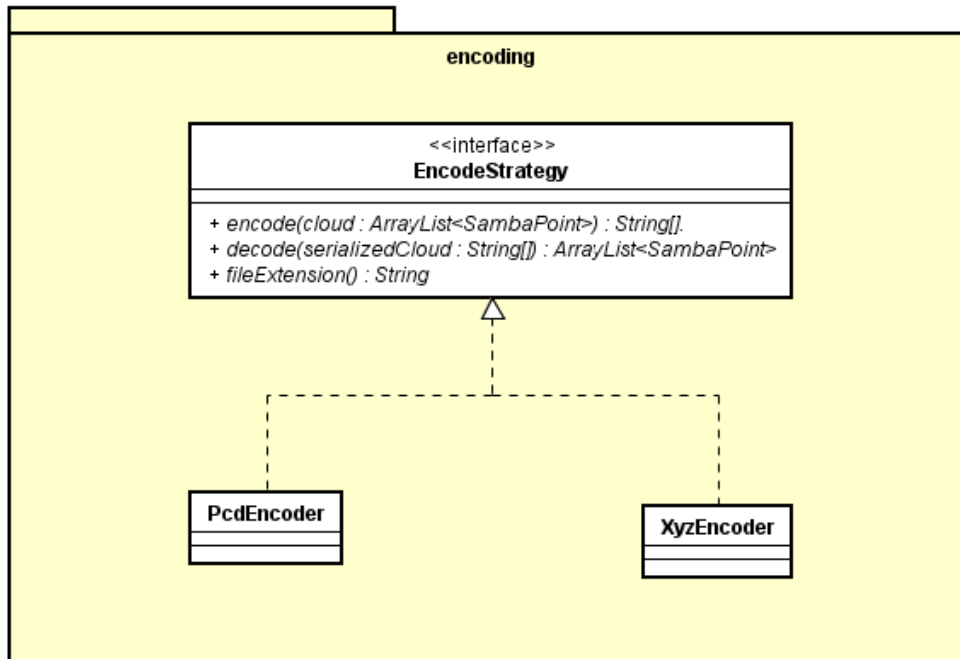 encoding
<<interface>>
EncodeStrategy
+ encode(cloud : ArrayList<SambaPoint>) : String[].
+ decode(serializedCloud : String[]) : ArrayList<SambaPoint>
+ fileExtension() : String
PcdEncoder
XyzEncoder